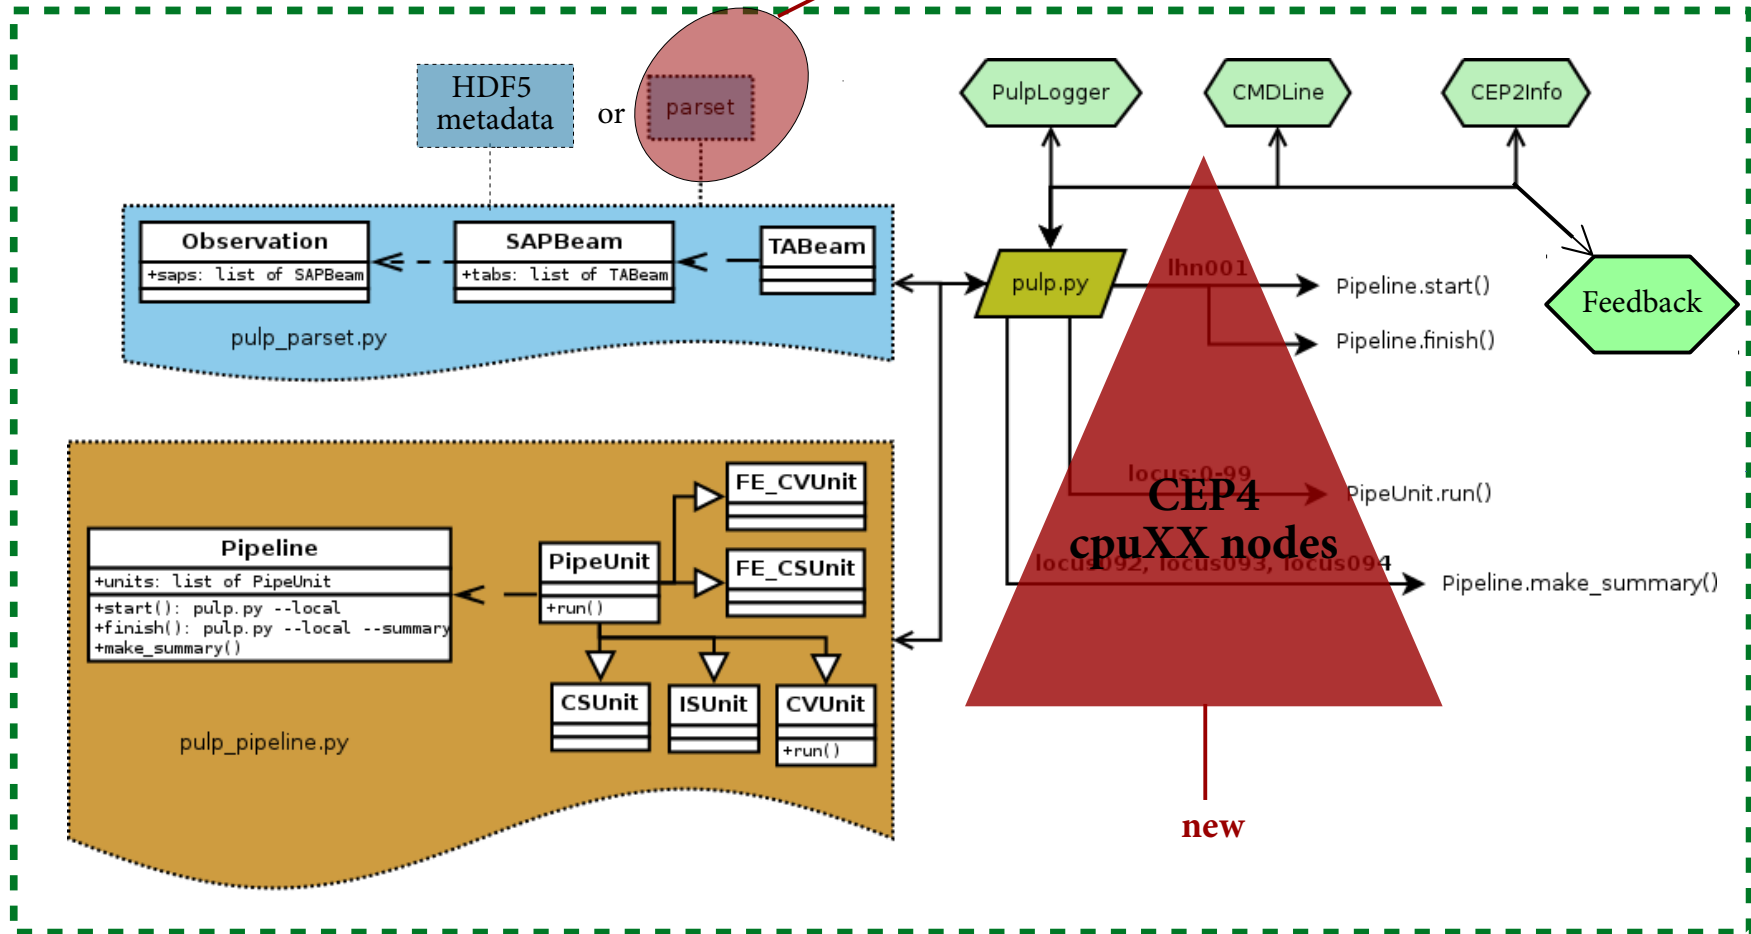 HDF5
metadata
or
parset
PulpLogger
CMDLine
CEP2Info
Observation
+saps: list of SAPBeam
SAPBeam
+tabs: list of TABeam
TABeam
pulp_parset.py
pulp.py
lhn001
Pipeline.start()
Pipeline.finish()
Feedback
locus:0-99
PipeUnit.run()
CEP4
cpuXX nodes
locus092, locus093, locus094
Pipeline.make_summary()
new
Pipeline
+units: list of PipeUnit
+start(): pulp.py --local
+finish(): pulp.py --local --summary
+make_summary()
PipeUnit
+run()
FE_CVUnit
FE_CSUnit
CSUnit
ISUnit
CVUnit
+run()
pulp_pipeline.py